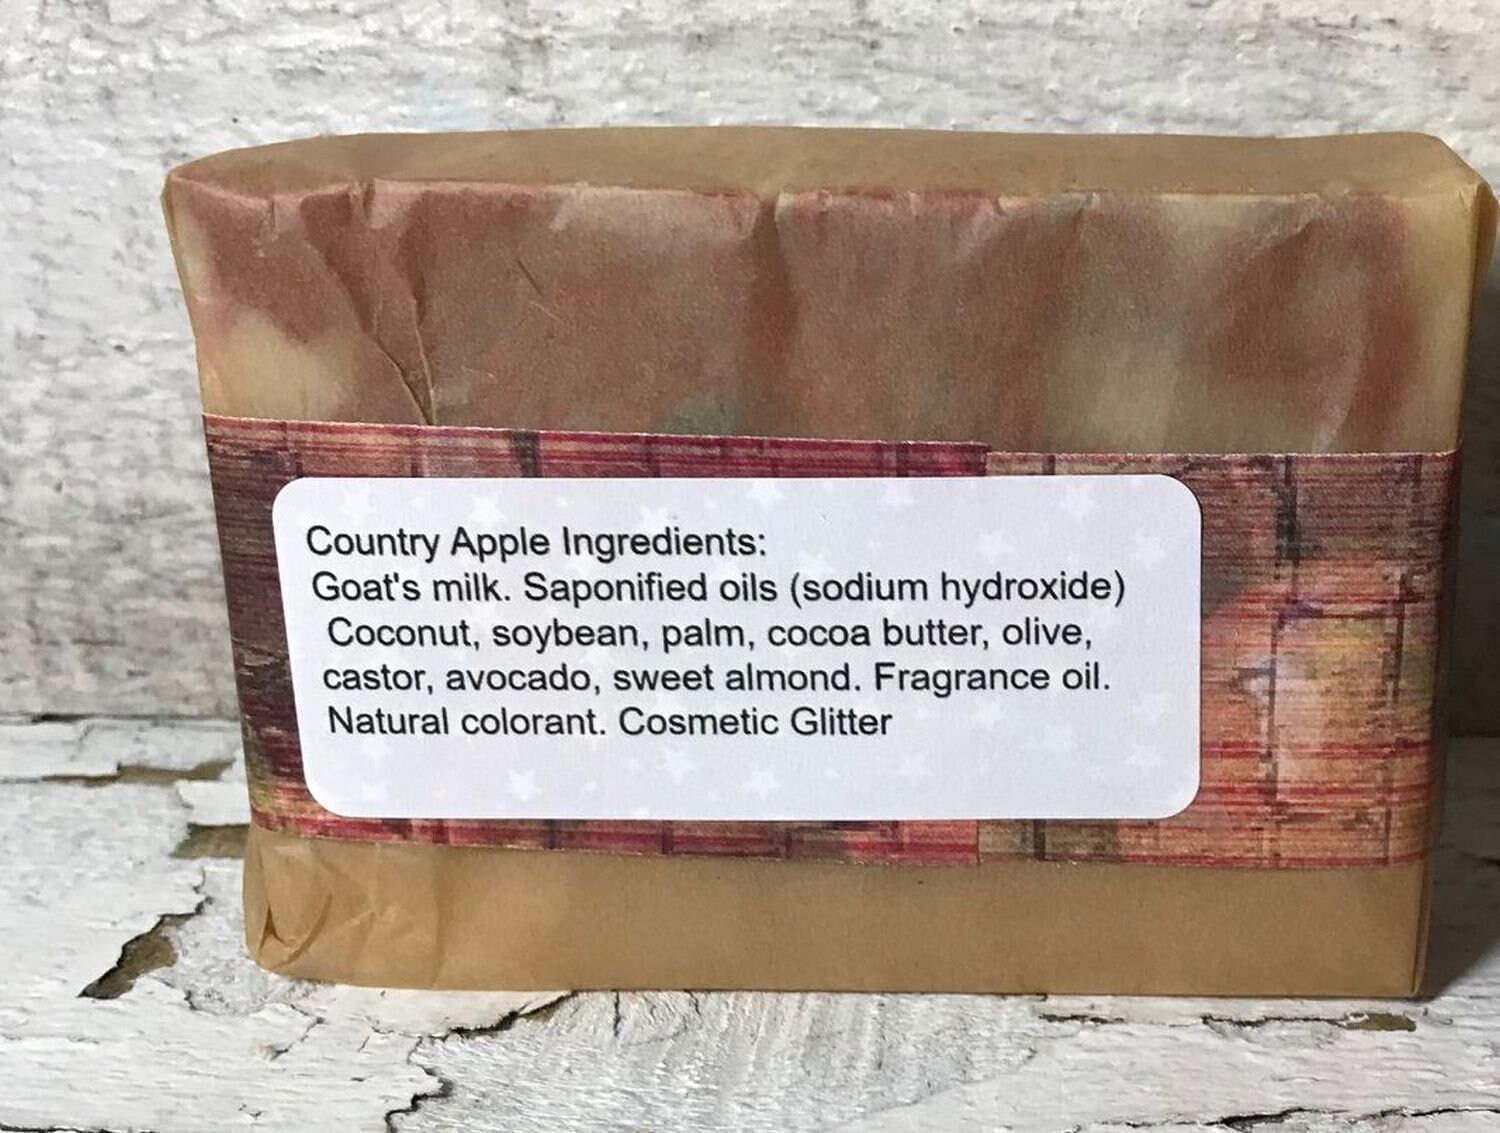 Country Apple Ingredients:
Goat's milk. Saponified oils (sodium hydroxide)
Coconut, soybean, palm, cocoa butter, olive,
castor, avocado, sweet almond. Fragrance oil.
Natural colorant. Cosmetic Glitter